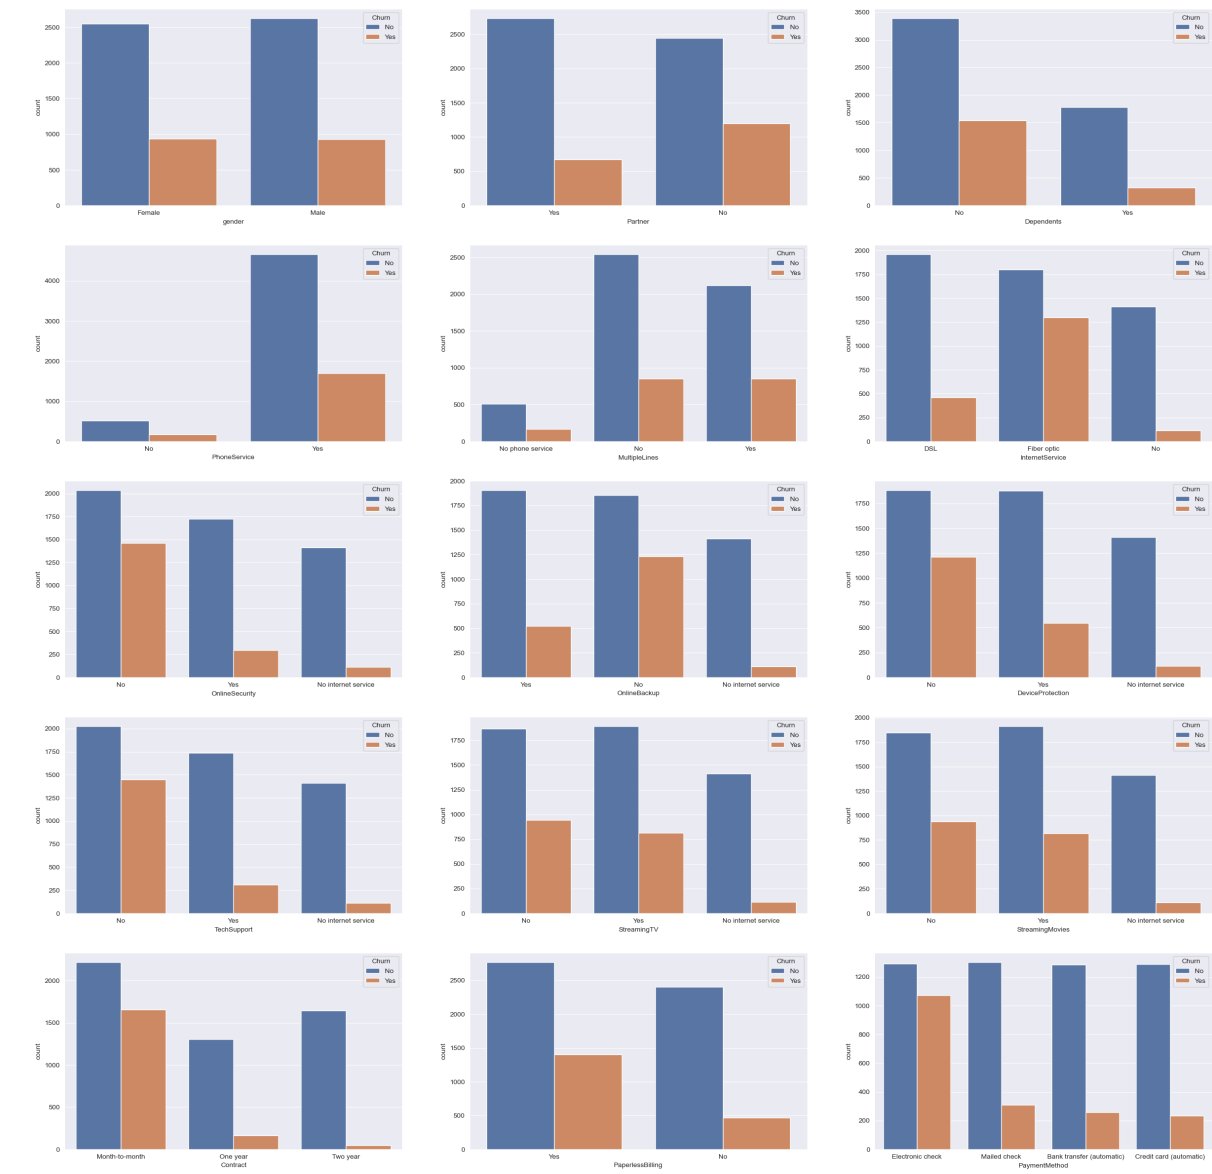 Churn
No
Yes
2500
2000
1500
1000
500
0
count
Female Male
gender
Churn
No
Yes
2500
2000
1500
1000
500
0
count
Yes No
Partner
Churn
No
Yes
3500
3000
2500
2000
1500
1000
500
0
count
No Yes
Dependents
Churn
No
Yes
4000
3000
2000
1000
0
count
No Yes
PhoneService
Churn
No
Yes
2500
2000
1500
1000
500
0
count
No phone service No Yes
MultipleLines
Churn
No
Yes
2000
1750
1500
1250
1000
750
500
250
0
count
DSL Fiber optic No
InternetService
Churn
No
Yes
2000
1750
1500
1250
1000
750
500
250
0
count
No Yes No internet service
OnlineSecurity
Churn
No
Yes
2000
1750
1500
1250
1000
750
500
250
0
count
Yes No No internet service
OnlineBackup
Churn
No
Yes
1750
1500
1250
1000
750
500
250
0
count
No Yes No internet service
DeviceProtection
Churn
No
Yes
2000
1750
1500
1250
1000
750
500
250
0
count
No Yes No internet service
TechSupport
Churn
No
Yes
1750
1500
1250
1000
750
500
250
0
count
No Yes No internet service
StreamingTV
Churn
No
Yes
2000
1750
1500
1250
1000
750
500
250
0
count
No Yes No internet service
StreamingMovies
Churn
No
Yes
2000
1500
1000
500
0
count
Month-to-month One year Two year
Contract
Churn
No
Yes
2500
2000
1500
1000
500
0
count
Yes No
PaperlessBilling
Churn
No
Yes
1200
1000
800
600
400
200
0
count
Electronic check Mailed check Bank transfer (automatic) Credit card (automatic)
PaymentMethod